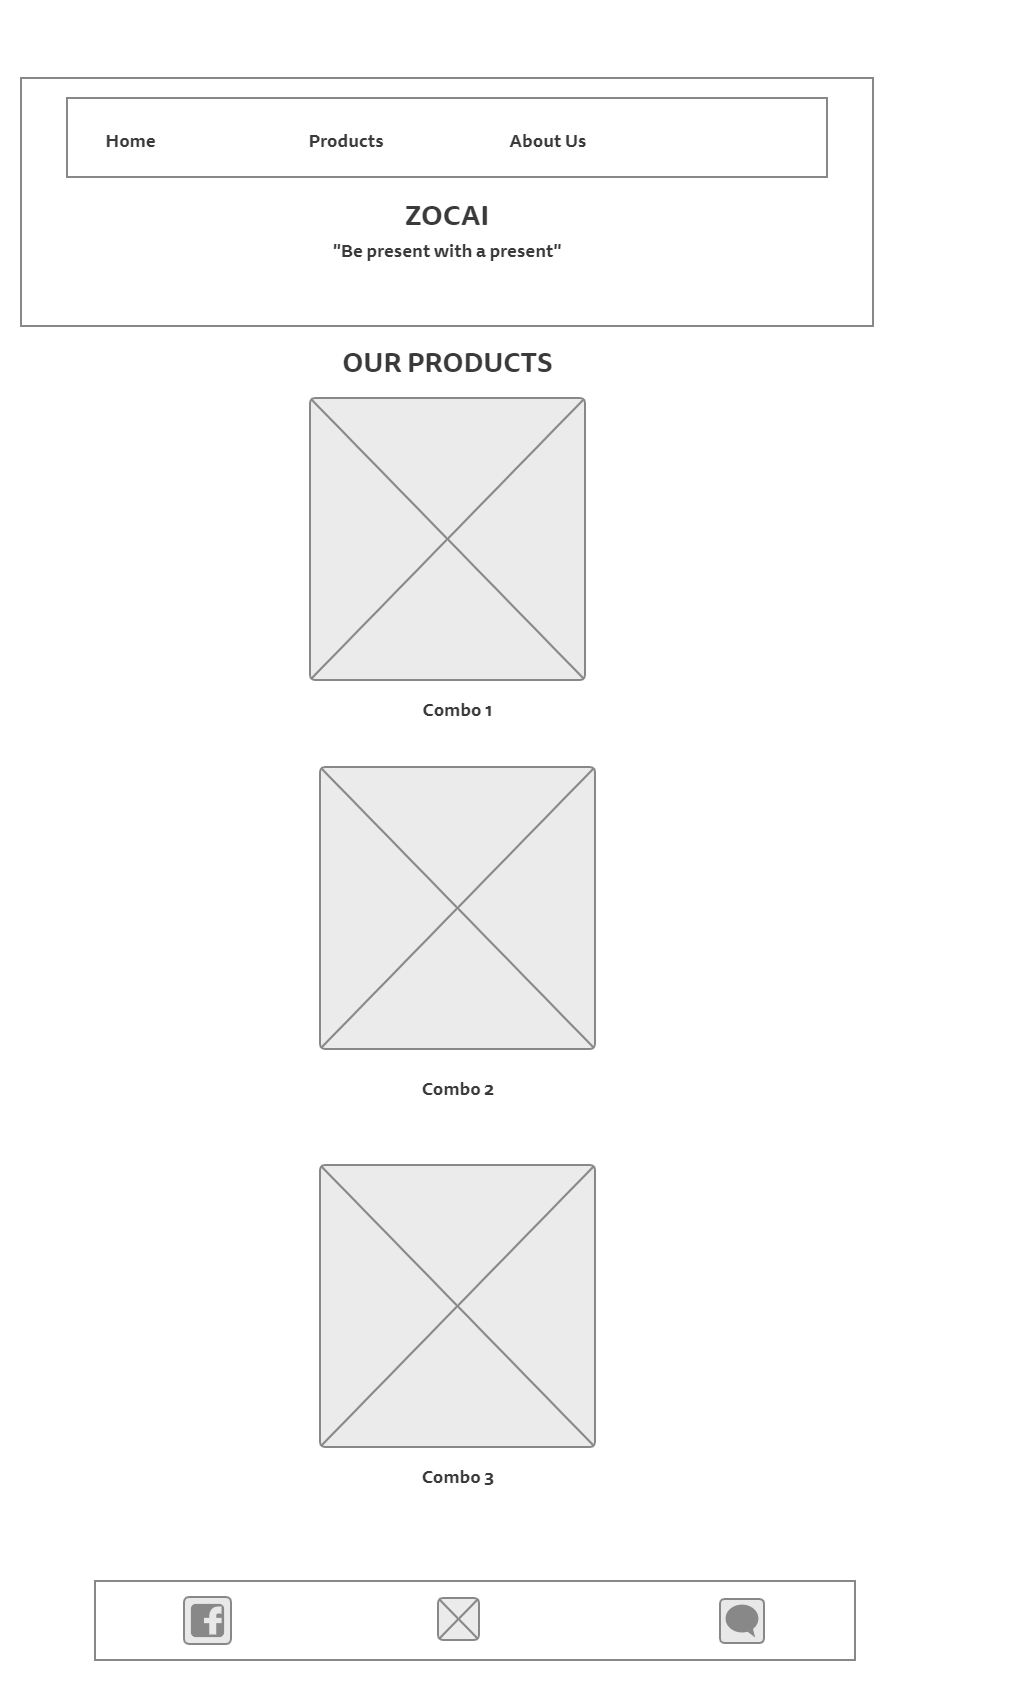 Home Products About Us
ZOCAI
"Be present with a present"
OUR PRODUCTS
Combo 1
Combo 2
Combo 3